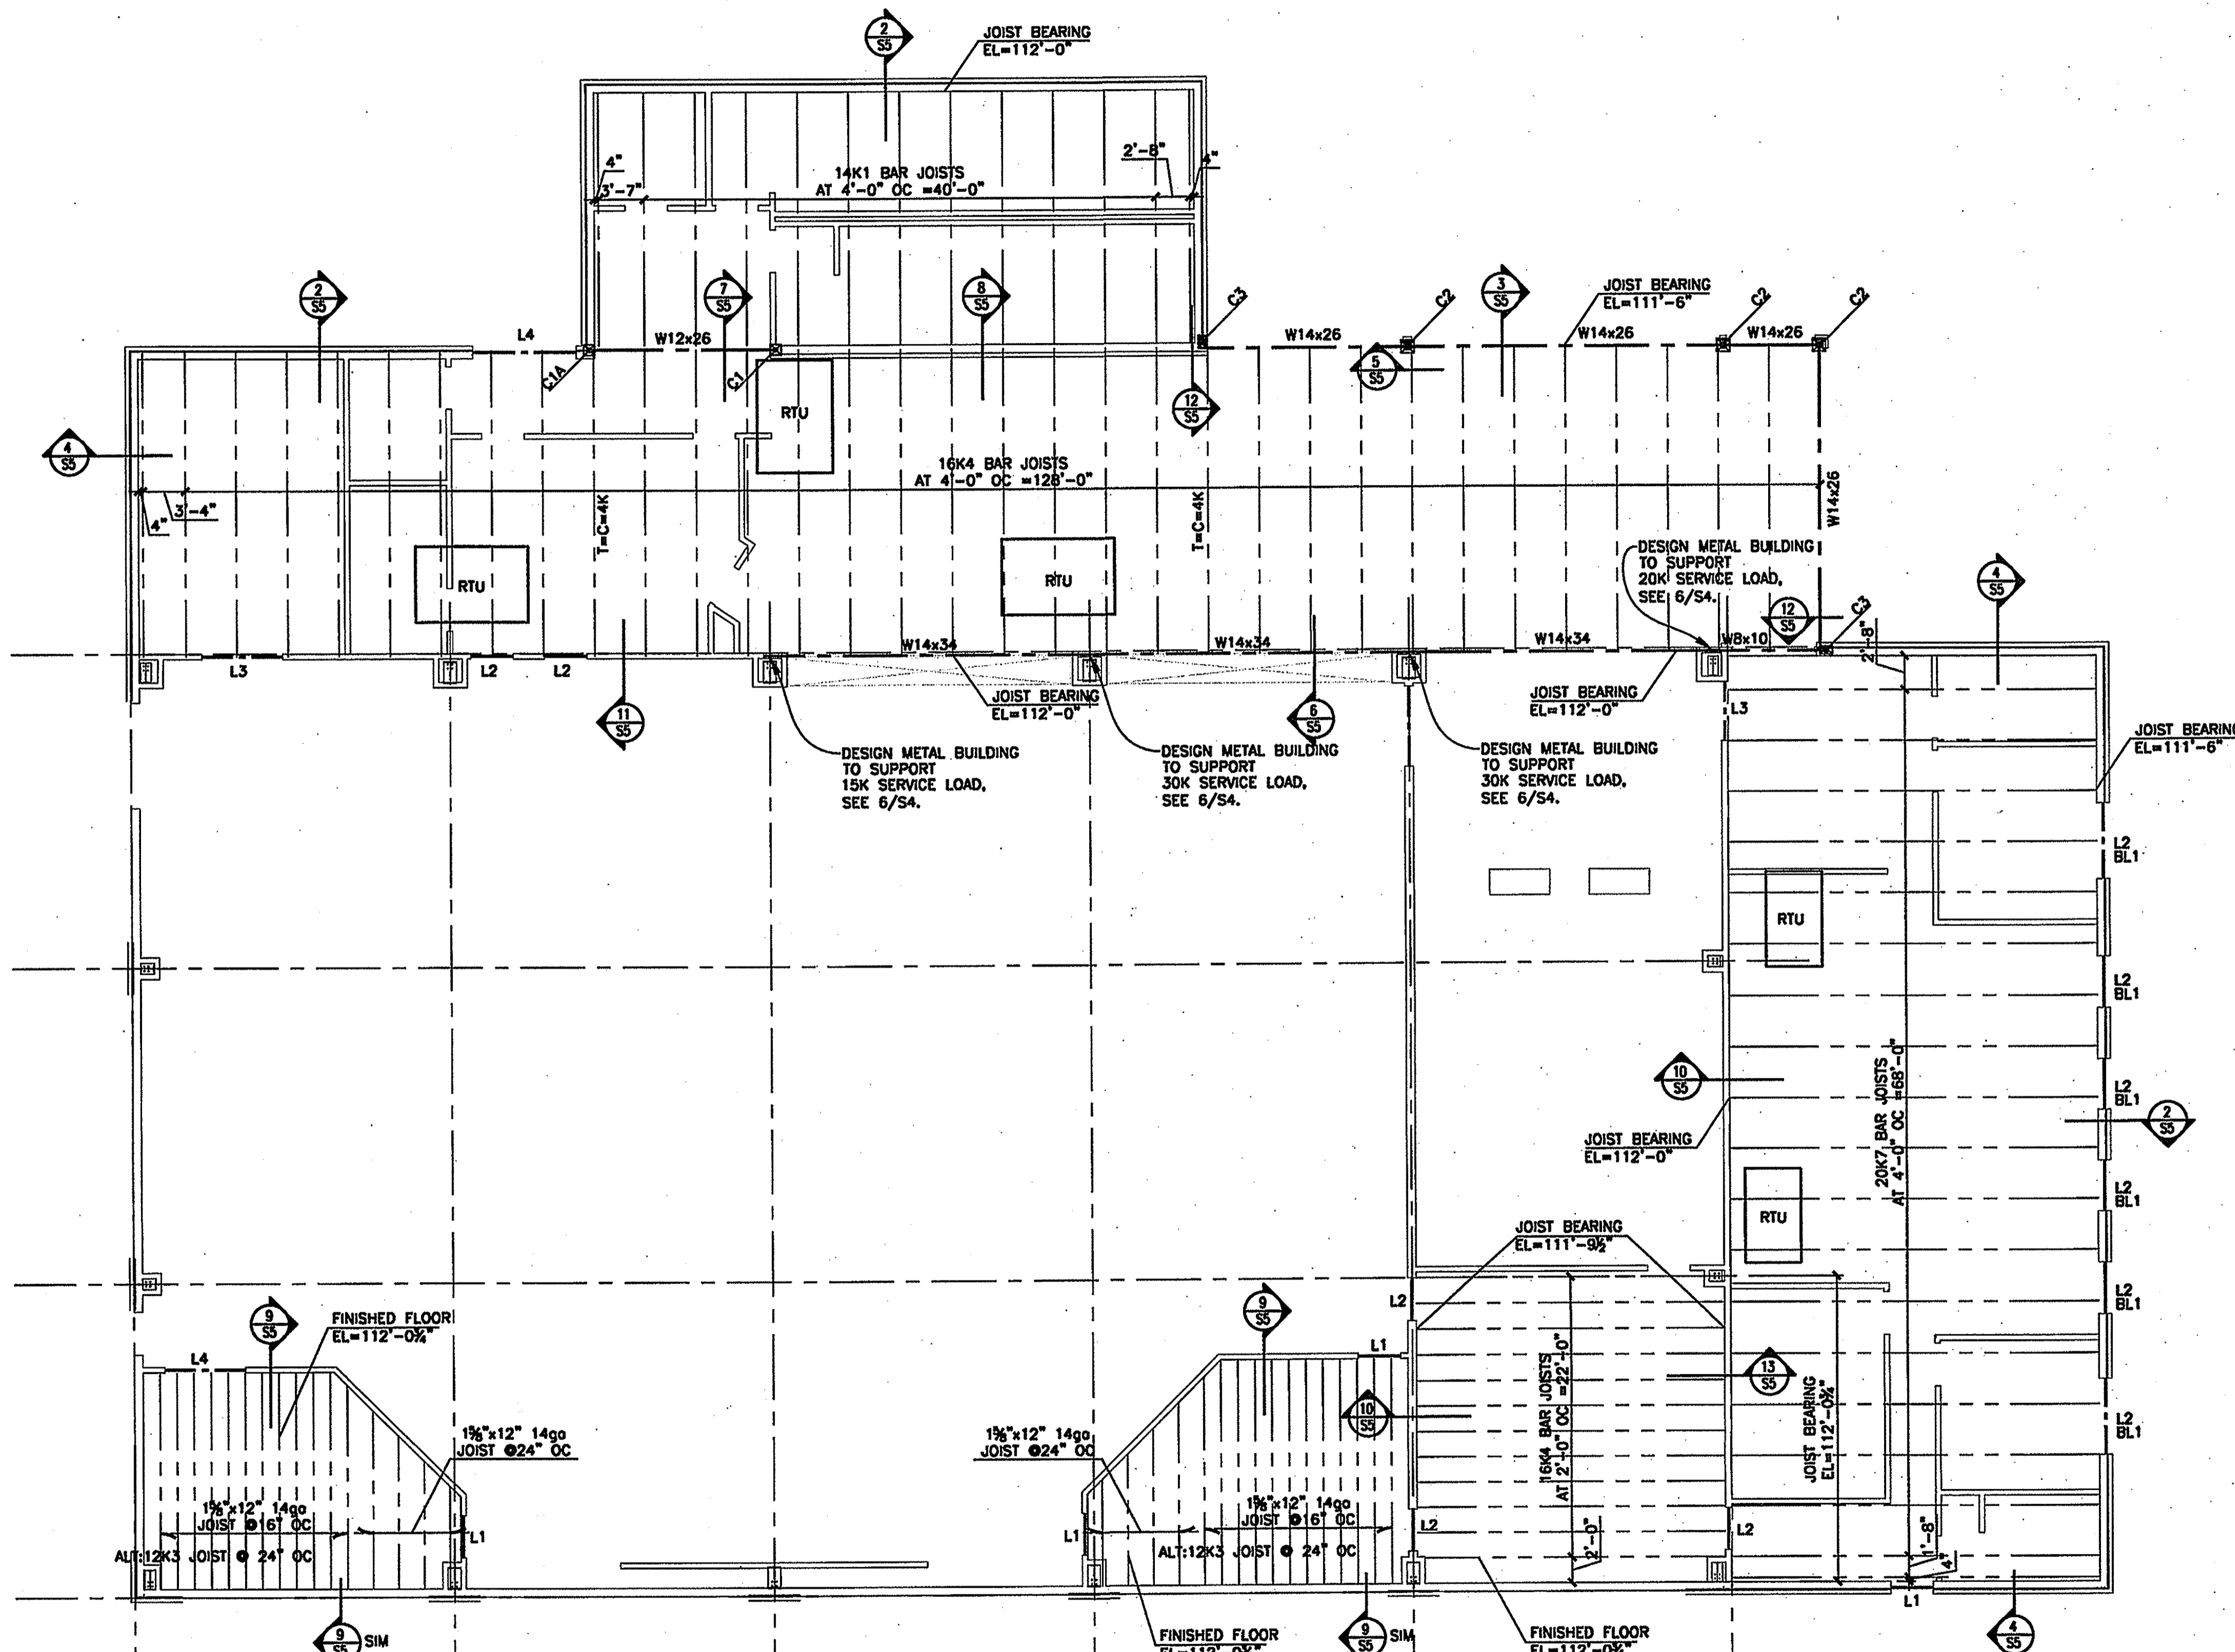 2
S5
JOIST BEARING
EL=112'-0"
4"
3'-7"
14K1 BAR JOISTS
AT 4'-0" OC =40'-0"
2'-8"
4"
2
S5
L4
7
S5
W12x26
8
S5
C3
W14x26
C2
3
S5
JOIST BEARING
EL=111'-6"
W14x26
C2
W14x26
C2
C1A
C1
RTU
5
S5
12
S5
4
S5
4"
3'-4"
16K4 BAR JOISTS
AT 4'-0" OC =128'-0"
T=C=4K
T=C=4K
W14x26
RTU
RTU
DESIGN METAL BUILDING
TO SUPPORT
20K SERVICE LOAD,
SEE 6/S4.
12
S5
C3
4
S5
2'-8"
L3
L2
L2
W14x34
W14x34
W14x34
W8x10
11
S5
JOIST BEARING
EL=112'-0"
6
S5
JOIST BEARING
EL=112'-0"
L3
JOIST BEARING
EL=111'-6"
DESIGN METAL BUILDING
TO SUPPORT
15K SERVICE LOAD,
SEE 6/S4.
DESIGN METAL BUILDING
TO SUPPORT
30K SERVICE LOAD,
SEE 6/S4.
DESIGN METAL BUILDING
TO SUPPORT
30K SERVICE LOAD,
SEE 6/S4.
L2
BL1
RTU
L2
BL1
10
S5
20K7 BAR JOISTS
AT 4'-0" OC =68'-0"
L2
BL1
2
S5
JOIST BEARING
EL=112'-0"
L2
BL1
RTU
JOIST BEARING
EL=111'-9½"
L2
BL1
9
S5
FINISHED FLOOR
EL=112'-0¾"
9
S5
L2
L4
L1
16K4 BAR JOISTS
AT 2'-0" OC =22'-0"
13
S5
JOIST BEARING
EL=112'-0¾"
10
S5
L2
BL1
1⅝"x12" 14ga
JOIST @24" OC
1⅝"x12" 14ga
JOIST @24" OC
1⅝"x12" 14ga
JOIST @16" OC
L1
ALT:12K3 JOIST @ 24" OC
L1
1⅝"x12" 14ga
JOIST @16" OC
ALT:12K3 JOIST @ 24" OC
L2
2'-0"
L2
1'-8"
4"
L1
9
S5
SIM
FINISHED FLOOR
EL=112'-0¾"
9
S5
SIM
FINISHED FLOOR
EL=112'-0¾"
4
S5